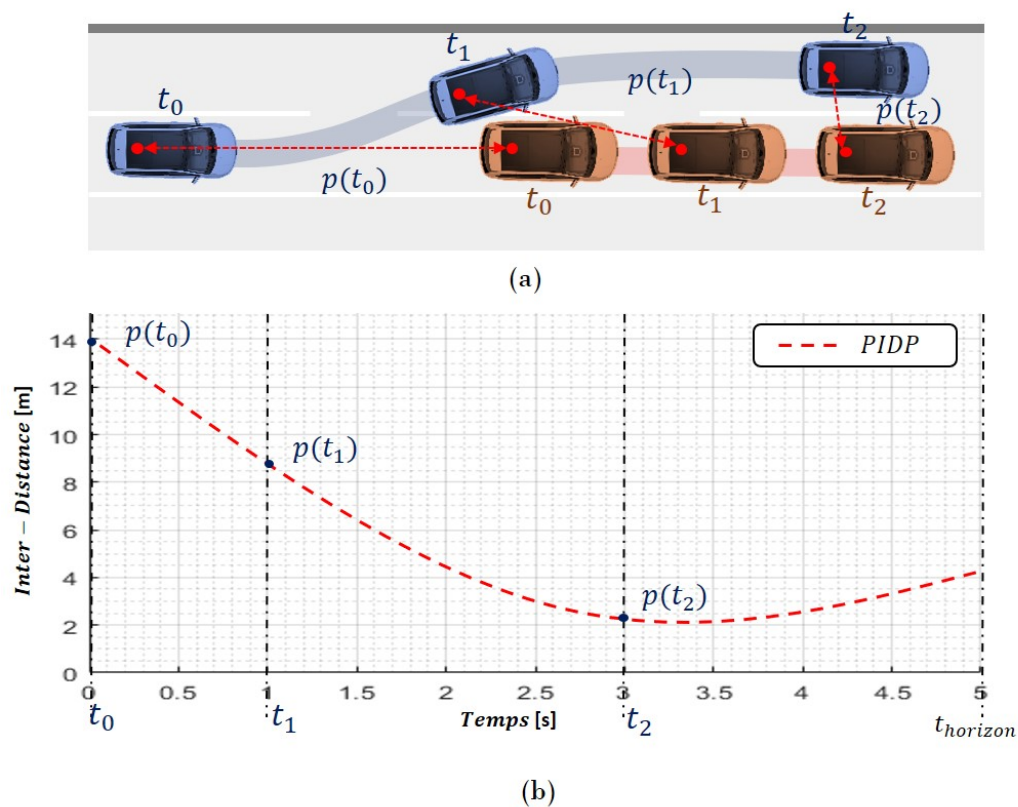 t₂
t₁
t₀
p(t₁)
p(t₂)
p(t₀)
t₀
t₁
t₂
(a)
14
12
10
8
6
4
2
0
Inter − Distance [m]
p(t₀)
p(t₁)
p(t₂)
PIDP
0 0.5 1 1.5 2 2.5 3 3.5 4 4.5 5
t₀ t₁ Temps [s] t₂ t_horizon
(b)